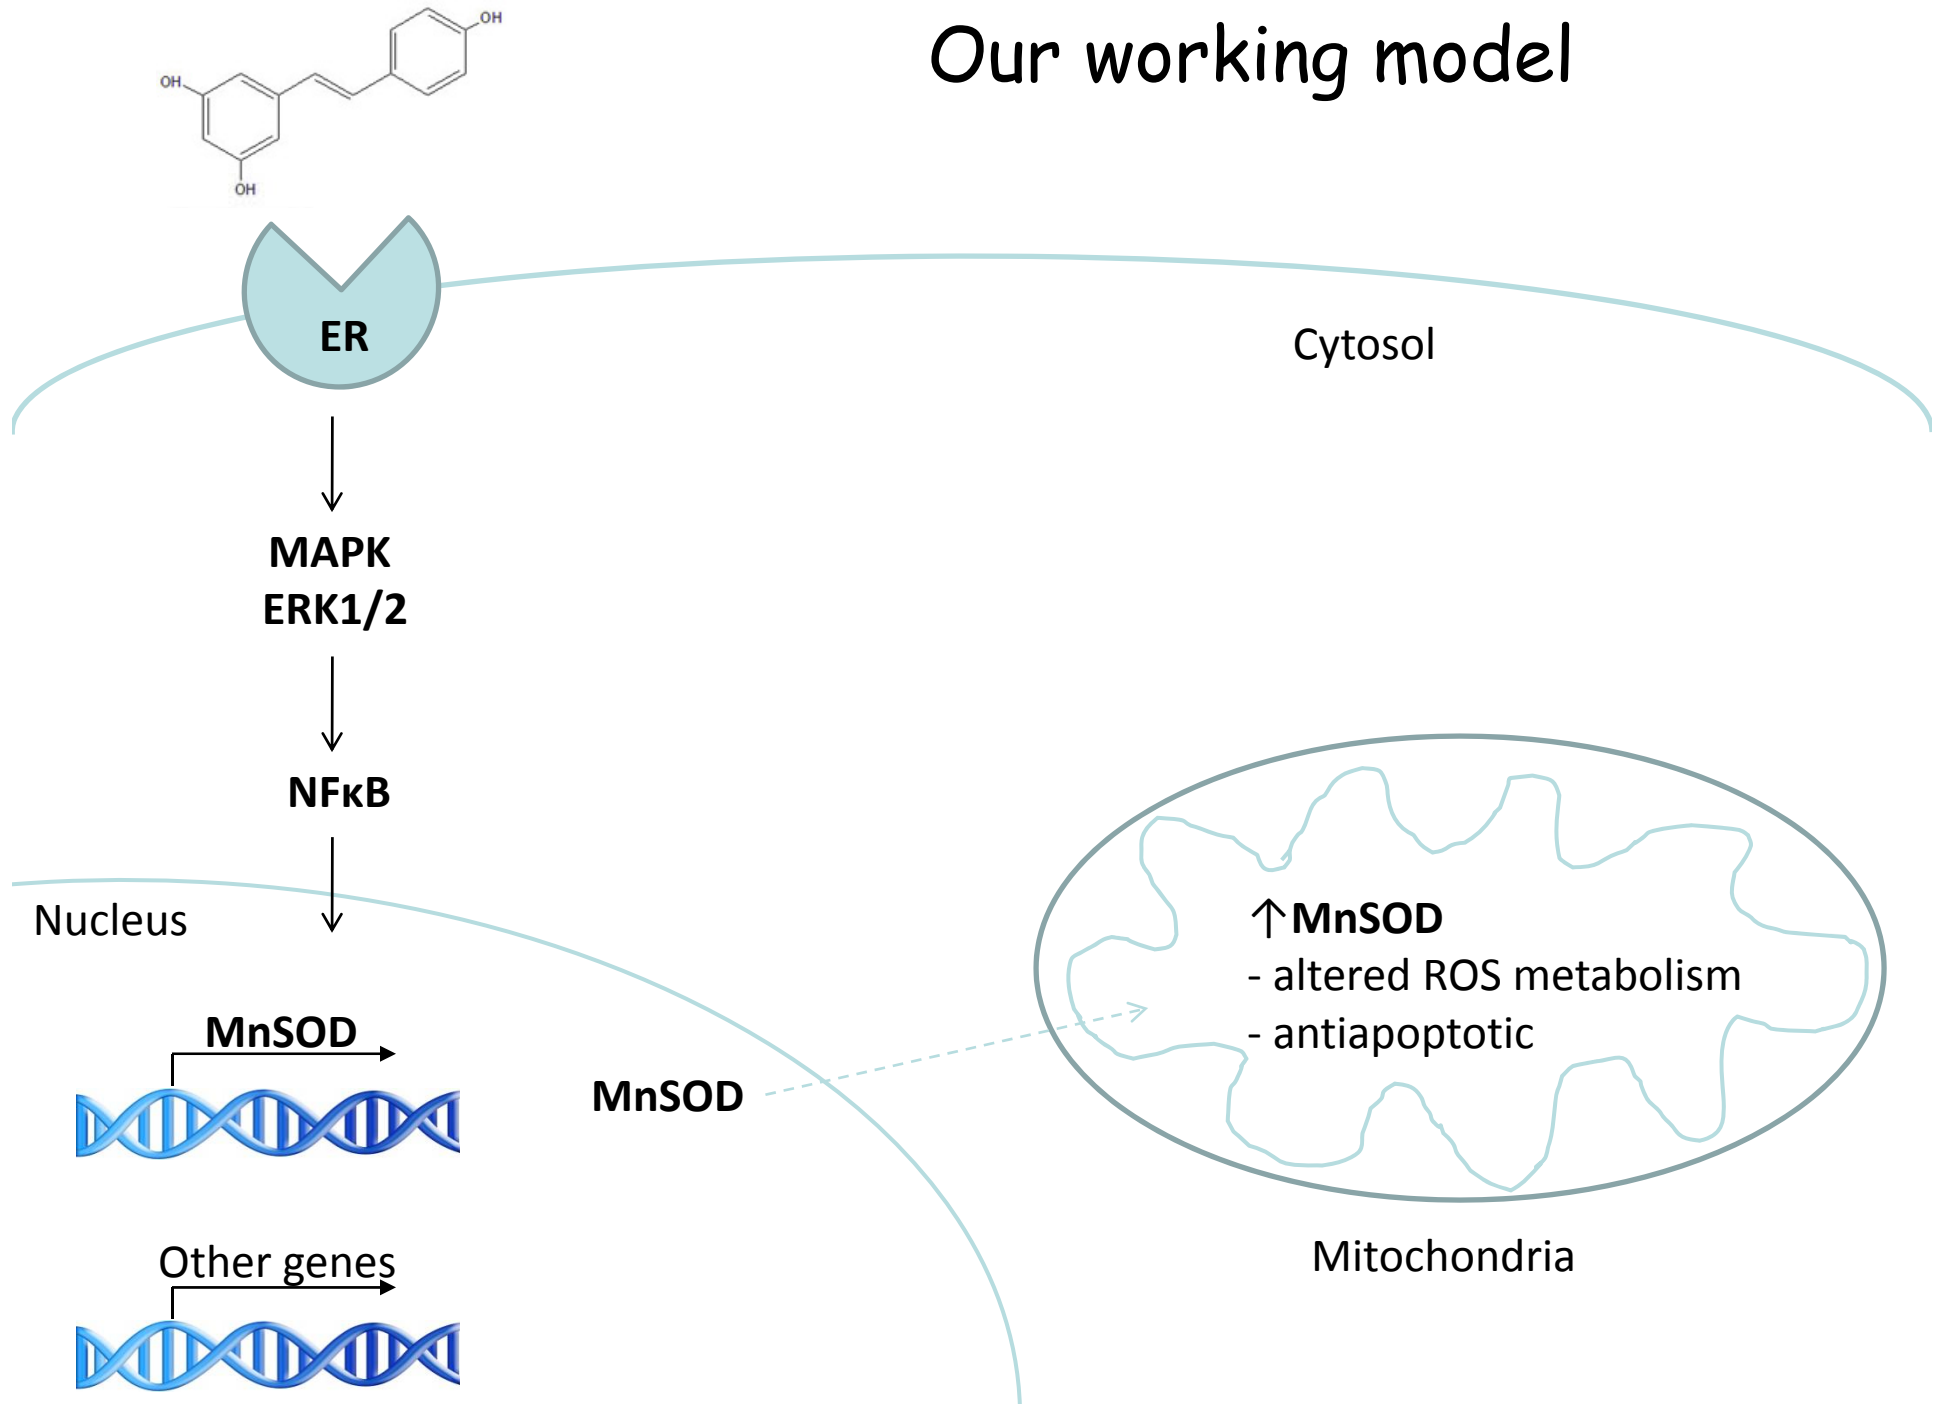 Our working model
OH
OH
OH
ER
Cytosol
MAPK
ERK1/2
NFκB
Nucleus
MnSOD
MnSOD
Other genes
↑MnSOD
- altered ROS metabolism
- antiapoptotic
Mitochondria